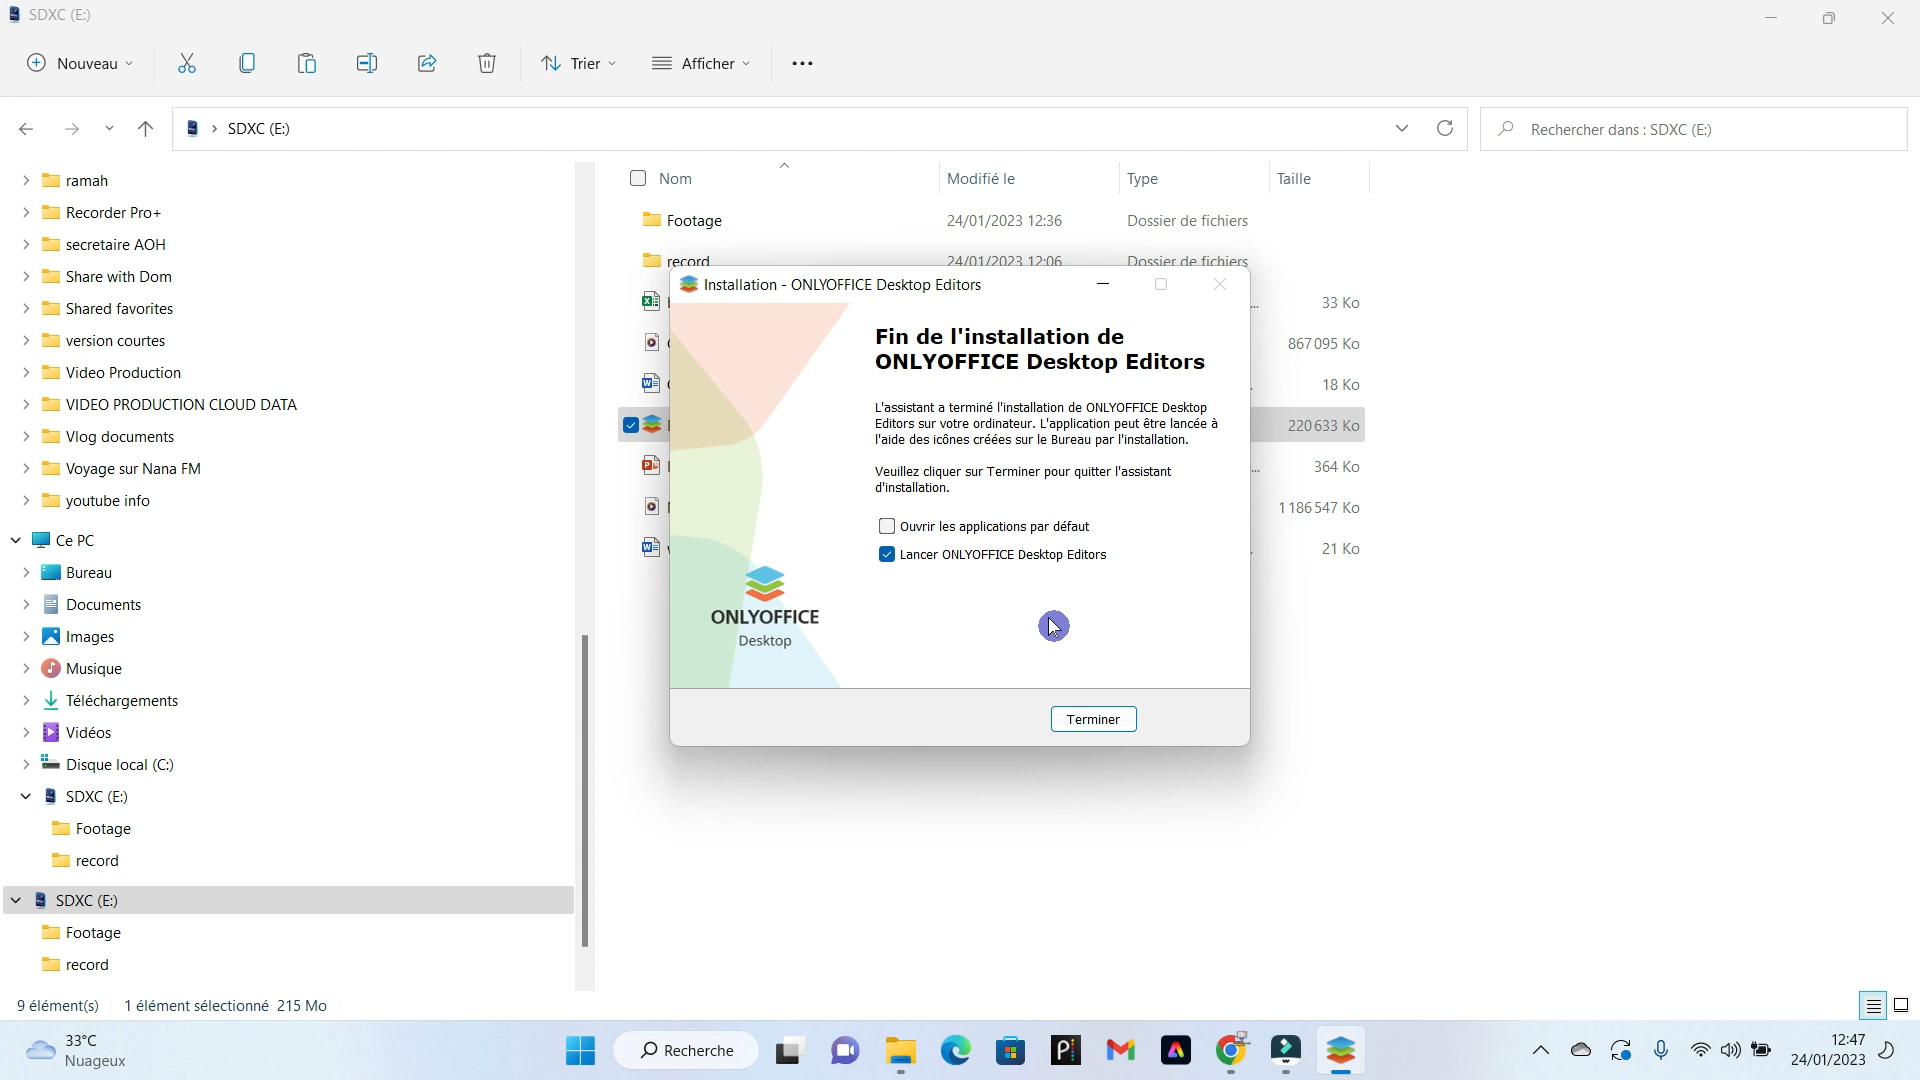 SDXC (E:)
Nouveau
Trier
Afficher
SDXC (E:)
Rechercher dans : SDXC (E:)
ramah
Recorder Pro+
secretaire AOH
Share with Dom
Shared favorites
version courtes
Video Production
VIDEO PRODUCTION CLOUD DATA
Vlog documents
Voyage sur Nana FM
youtube info
Ce PC
Bureau
Documents
Images
Musique
Téléchargements
Vidéos
Disque local (C:)
SDXC (E:)
Footage
record
SDXC (E:)
Footage
record
Nom
Modifié le
Type
Taille
Footage
24/01/2023 12:36
Dossier de fichiers
record
24/01/2023 12:06
Dossier de fichiers
33 Ko
867 095 Ko
18 Ko
220 633 Ko
364 Ko
1 186 547 Ko
21 Ko
Installation - ONLYOFFICE Desktop Editors
Fin de l'installation de
ONLYOFFICE Desktop Editors
L'assistant a terminé l'installation de ONLYOFFICE Desktop
Editors sur votre ordinateur. L'application peut être lancée à
l'aide des icônes créées sur le Bureau par l'installation.
Veuillez cliquer sur Terminer pour quitter l'assistant
d'installation.
Ouvrir les applications par défaut
Lancer ONLYOFFICE Desktop Editors
ONLYOFFICE
Desktop
Terminer
9 élément(s)
1 élément sélectionné 215 Mo
33°C
Nuageux
Recherche
12:47
24/01/2023